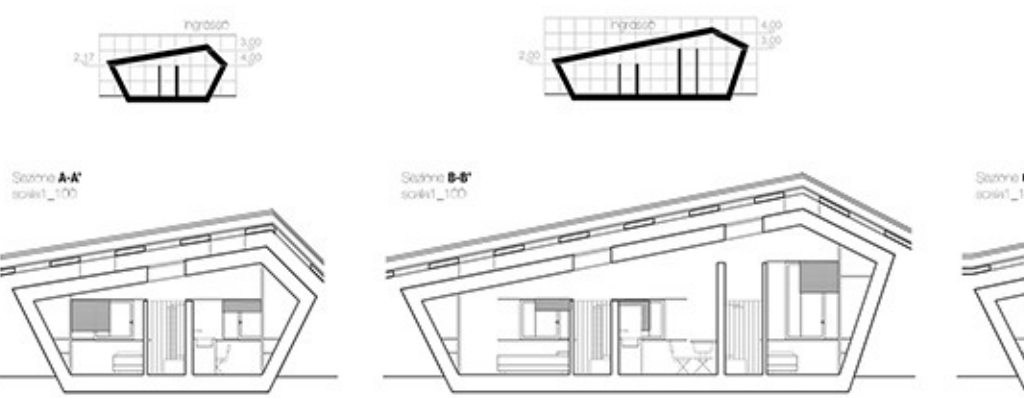 Ingresso
3,00
2,17
4,00
Ingresso
4,00
3,00
2,00
Sezione A-A'
scala1_100
Sezione B-B'
scala1_100
Sezione
scala1_1